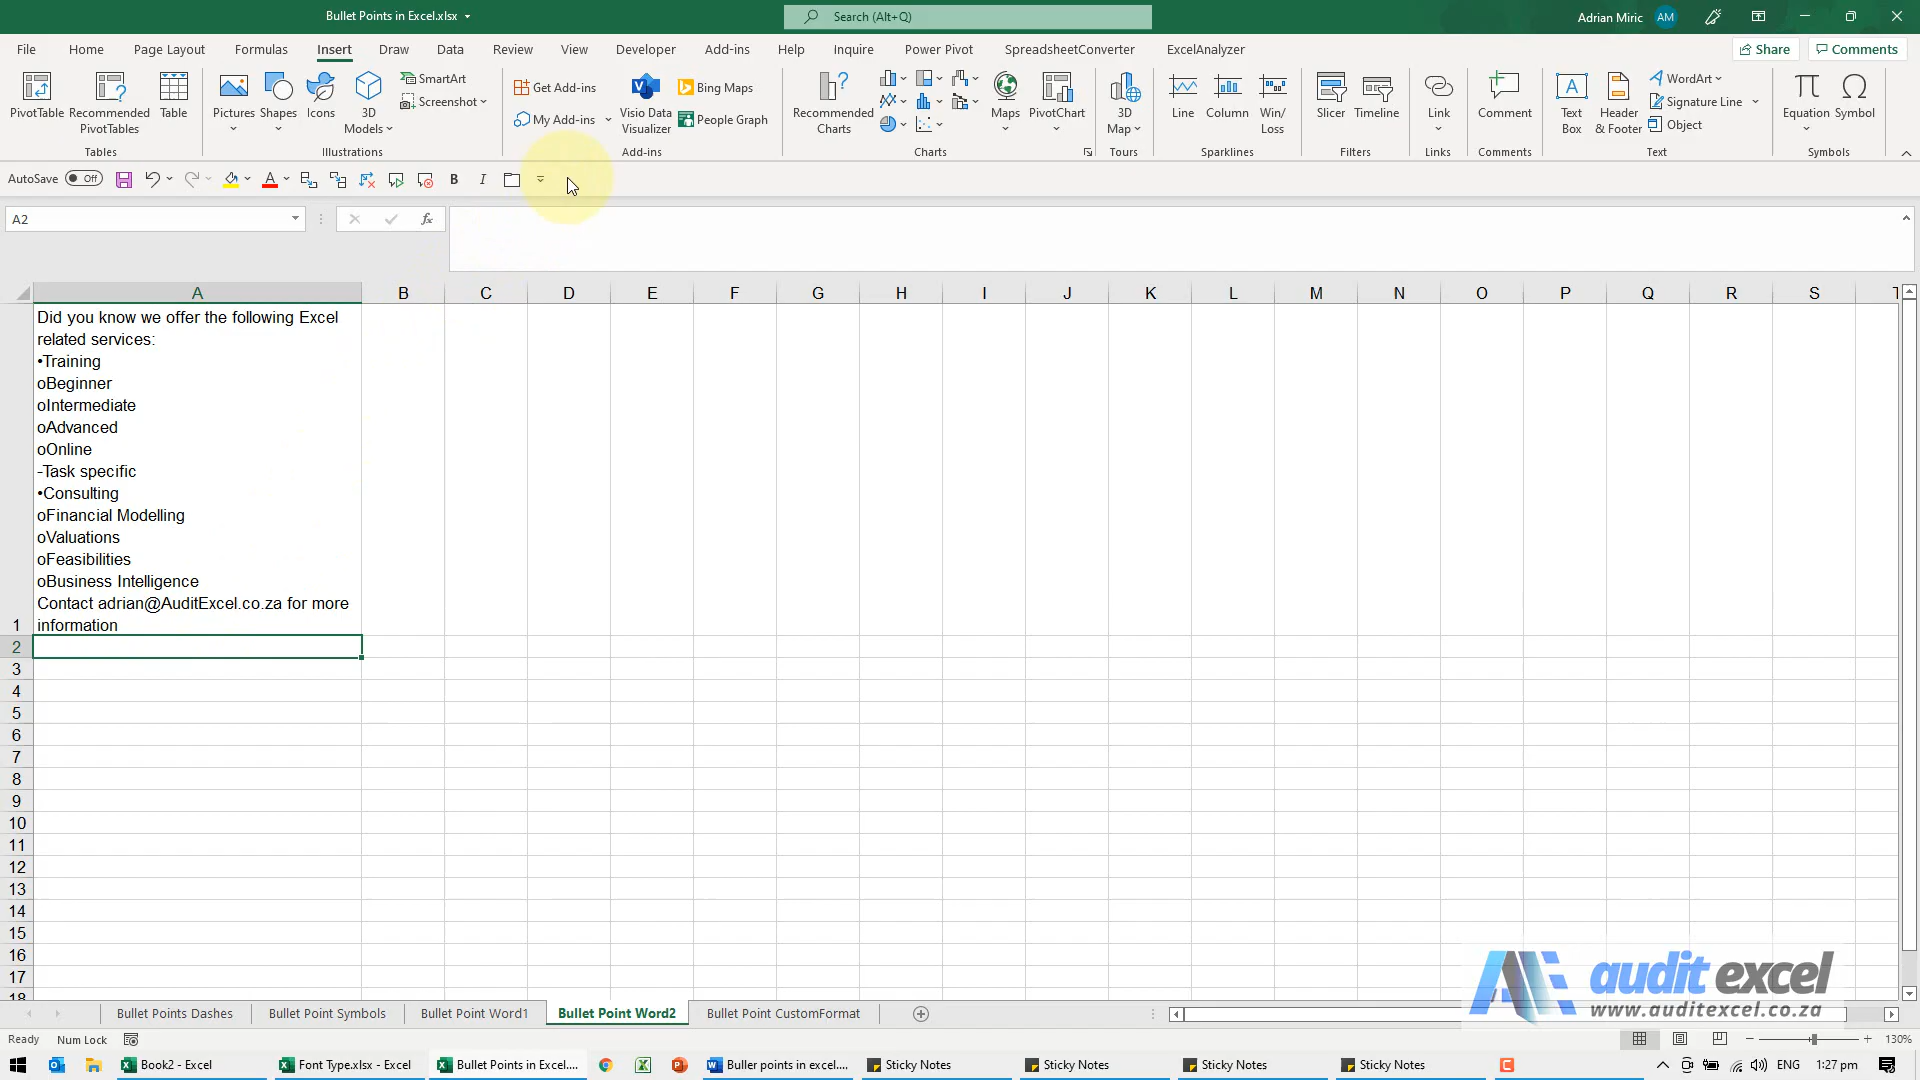 Bullet Points in Excel.xlsx
Search (Alt+Q)
Adrian Miric AM
File Home Page Layout Formulas Insert Draw Data Review View Developer Add-ins Help Inquire Power Pivot SpreadsheetConverter ExcelAnalyzer Share Comments
PivotTable Recommended PivotTables Table
Pictures Shapes Icons 3D Models SmartArt Screenshot
Get Add-ins My Add-ins Visio Data Visualizer Bing Maps People Graph
Recommended Charts Maps PivotChart
3D Map Line Column Win/Loss Slicer Timeline Link Comment
Text Box Header & Footer WordArt Signature Line Object Equation Symbol
Tables Illustrations Add-ins Charts Tours Sparklines Filters Links Comments Text Symbols
AutoSave Off B I
A2 fx
A B C D E F G H I J K L M N O P Q R S T
Did you know we offer the following Excel
related services:
•Training
oBeginner
oIntermediate
oAdvanced
oOnline
-Task specific
•Consulting
oFinancial Modelling
oValuations
oFeasibilities
oBusiness Intelligence
Contact adrian@AuditExcel.co.za for more
1 information
2
3
4
5
6
7
8
9
10
11
12
13
14
15
16
17
18
audit excel
www.auditexcel.co.za
Bullet Points Dashes Bullet Point Symbols Bullet Point Word1 Bullet Point Word2 Bullet Point CustomFormat
Ready Num Lock 130%
Book2 - Excel Font Type.xlsx - Excel Bullet Points in Excel.... Buller points in excel.... Sticky Notes Sticky Notes Sticky Notes Sticky Notes ENG 1:27 pm